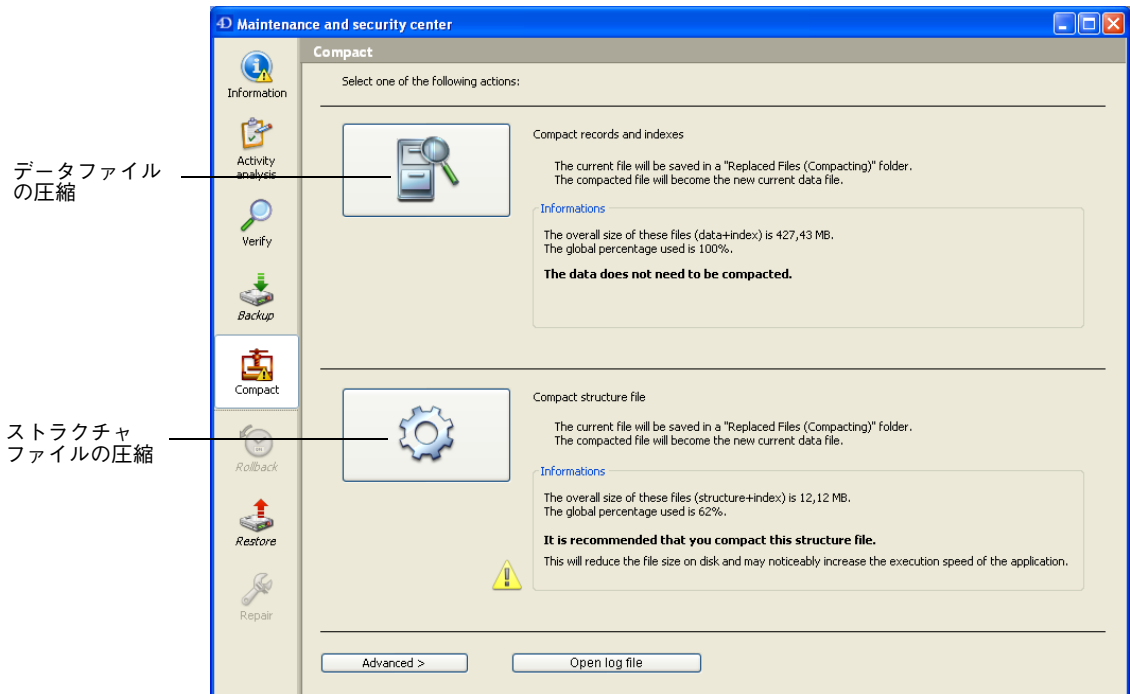 4D Maintenance and security center
Compact
Select one of the following actions:
Information
Activity
analysis
Verify
Backup
Compact
Rollback
Restore
Repair
データファイル
の圧縮
Compact records and indexes
The current file will be saved in a "Replaced Files (Compacting)" folder.
The compacted file will become the new current data file.
Informations
The overall size of these files (data+index) is 427,43 MB.
The global percentage used is 100%.
The data does not need to be compacted.
ストラクチャ
ファイルの圧縮
Compact structure file
The current file will be saved in a "Replaced Files (Compacting)" folder.
The compacted file will become the new current data file.
Informations
The overall size of these files (structure+index) is 12,12 MB.
The global percentage used is 62%.
It is recommended that you compact this structure file.
This will reduce the file size on disk and may noticeably increase the execution speed of the application.
Advanced >
Open log file